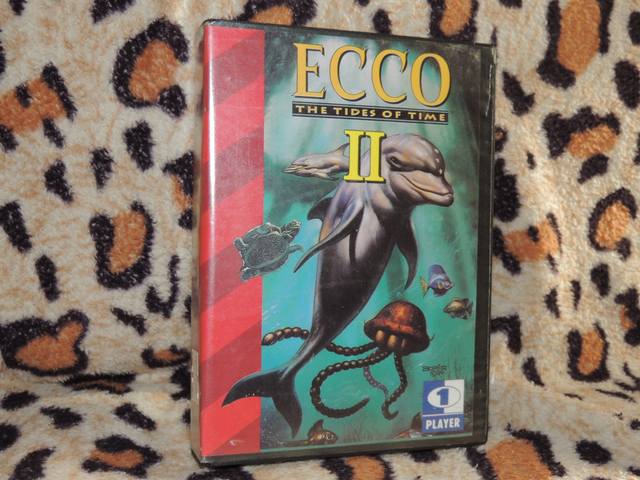 ECCO
THE TIDES OF TIME
II
1
PLAYER